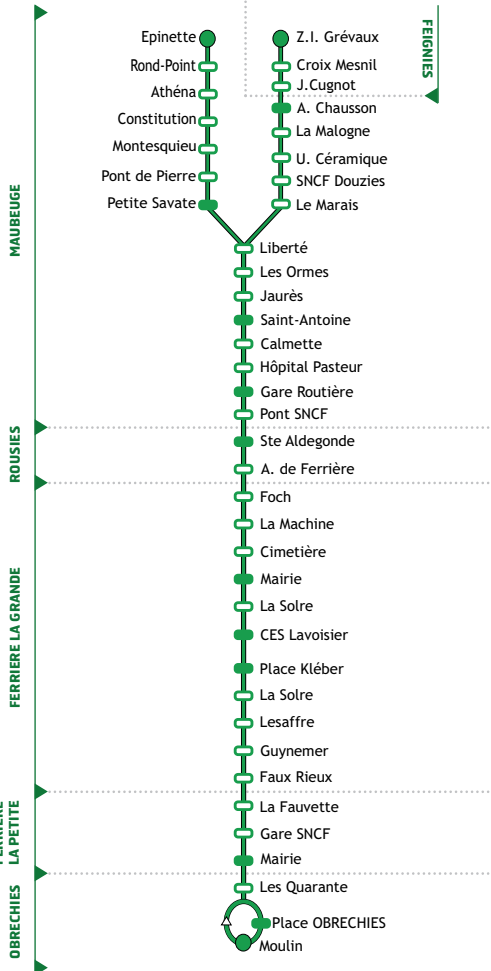 Epinette
Rond-Point
Athéna
Constitution
Montesquieu
Pont de Pierre
Petite Savate
Z.I. Grévaux
Croix Mesnil
J.Cugnot
A. Chausson
La Malogne
U. Céramique
SNCF Douzies
Le Marais
FEIGNIES
MAUBEUGE
Liberté
Les Ormes
Jaurès
Saint-Antoine
Calmette
Hôpital Pasteur
Gare Routière
Pont SNCF
ROUSIES
Ste Aldegonde
A. de Ferrière
FERRIERE LA GRANDE
Foch
La Machine
Cimetière
Mairie
La Solre
CES Lavoisier
Place Kléber
La Solre
Lesaffre
Guynemer
Faux Rieux
LA PETITE
La Fauvette
Gare SNCF
Mairie
OBRECHIES
Les Quarante
Place OBRECHIES
Moulin